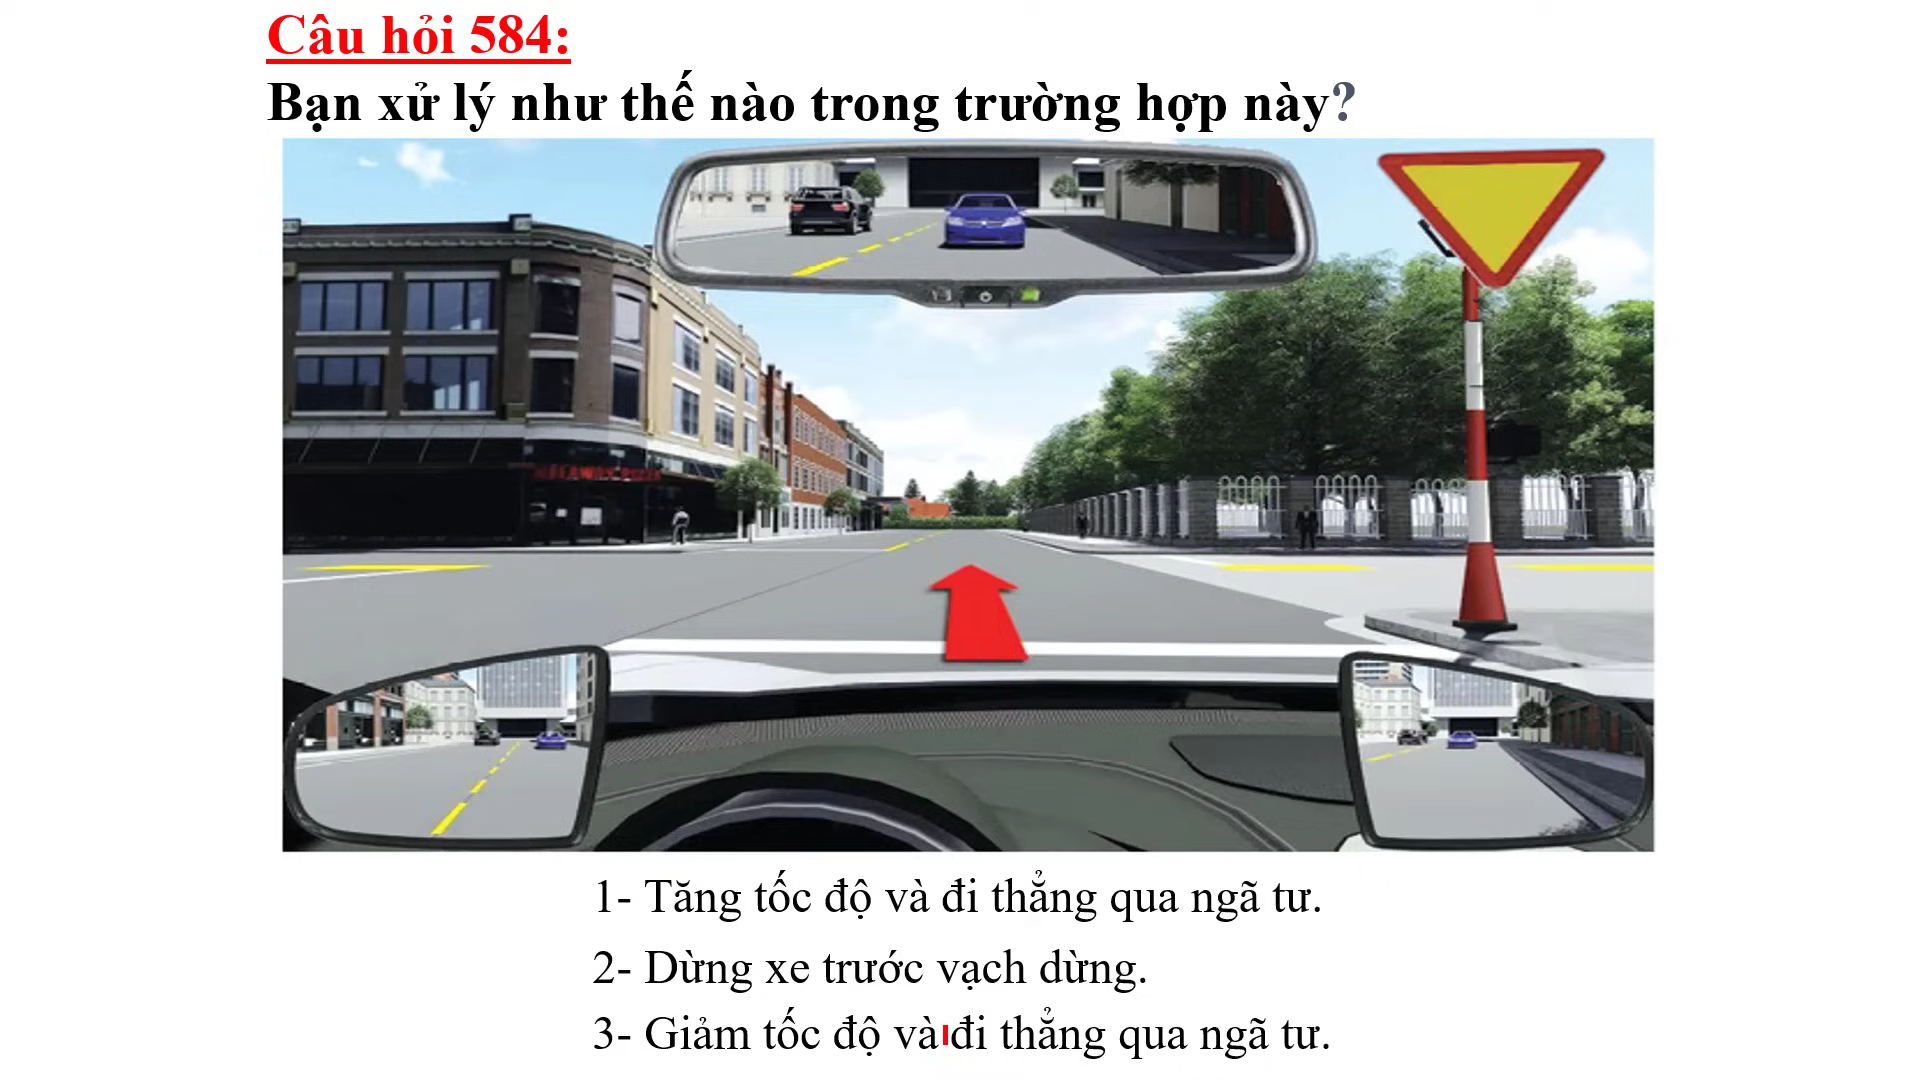 Câu hỏi 584:
Bạn xử lý như thế nào trong trường hợp này?
1- Tăng tốc độ và đi thẳng qua ngã tư.
2- Dừng xe trước vạch dừng.
3- Giảm tốc độ và đi thẳng qua ngã tư.